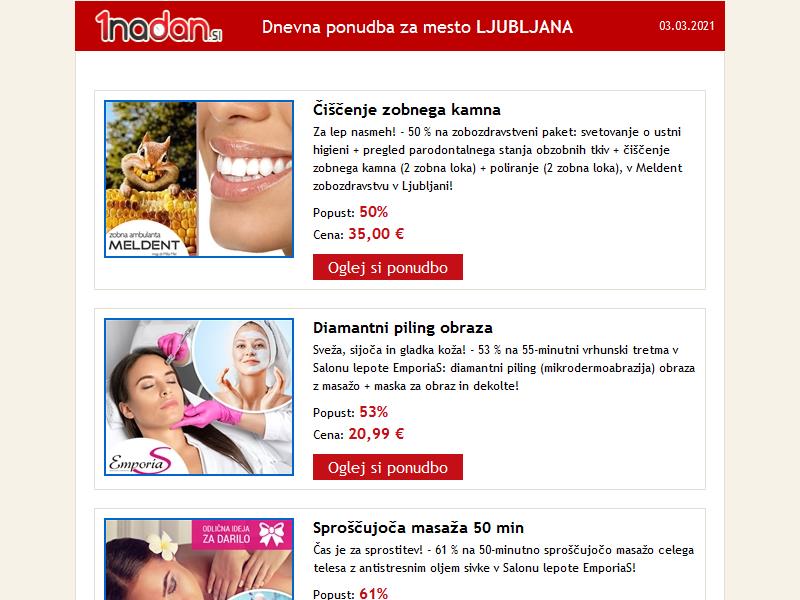 1nadan.SI
Dnevna ponudba za mesto LJUBLJANA
03.03.2021
Čiščenje zobnega kamna
Za lep nasmeh! - 50 % na zobozdravstveni paket: svetovanje o ustni
higieni + pregled parodontalnega stanja obzobnih tkiv + čiščenje
zobnega kamna (2 zobna loka) + poliranje (2 zobna loka), v Meldent
zobozdravstvu v Ljubljani!
Popust: 50%
Cena: 35,00 €
Oglej si ponudbo
zobna ambulanta
MELDENT
Diamantni piling obraza
Sveža, sijoča in gladka koža! - 53 % na 55-minutni vrhunski tretma v
Salonu lepote EmporiaS: diamantni piling (mikrodermoabrazija) obraza
z masažo + maska za obraz in dekolte!
Popust: 53%
Cena: 20,99 €
Oglej si ponudbo
EmporiaS
ODLIČNA IDEJA
ZA DARILO
Sproščujoča masaža 50 min
Čas je za sprostitev! - 61 % na 50-minutno sproščujočo masažo celega
telesa z antistresnim oljem sivke v Salonu lepote EmporiaS!
Popust: 61%